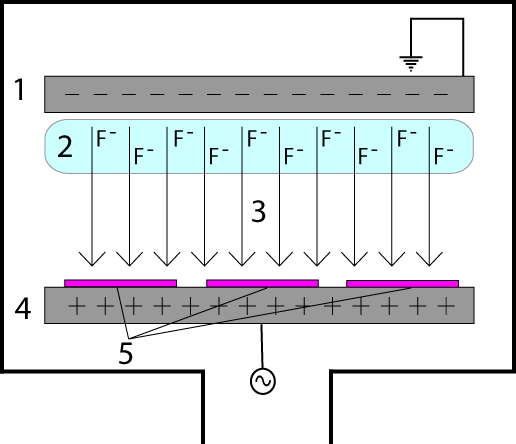 1
− − − − − − − − − − − − − − −
2 F⁻ F⁻ F⁻ F⁻ F⁻
F⁻ F⁻ F⁻ F⁻ F⁻
3
4 + + + + + + + + + + + + + +
5